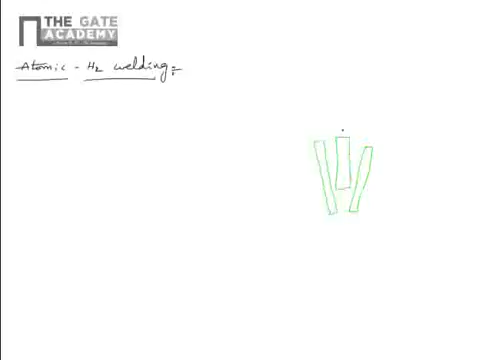 THE GATE
ACADEMY
Atomic - H₂ welding:-